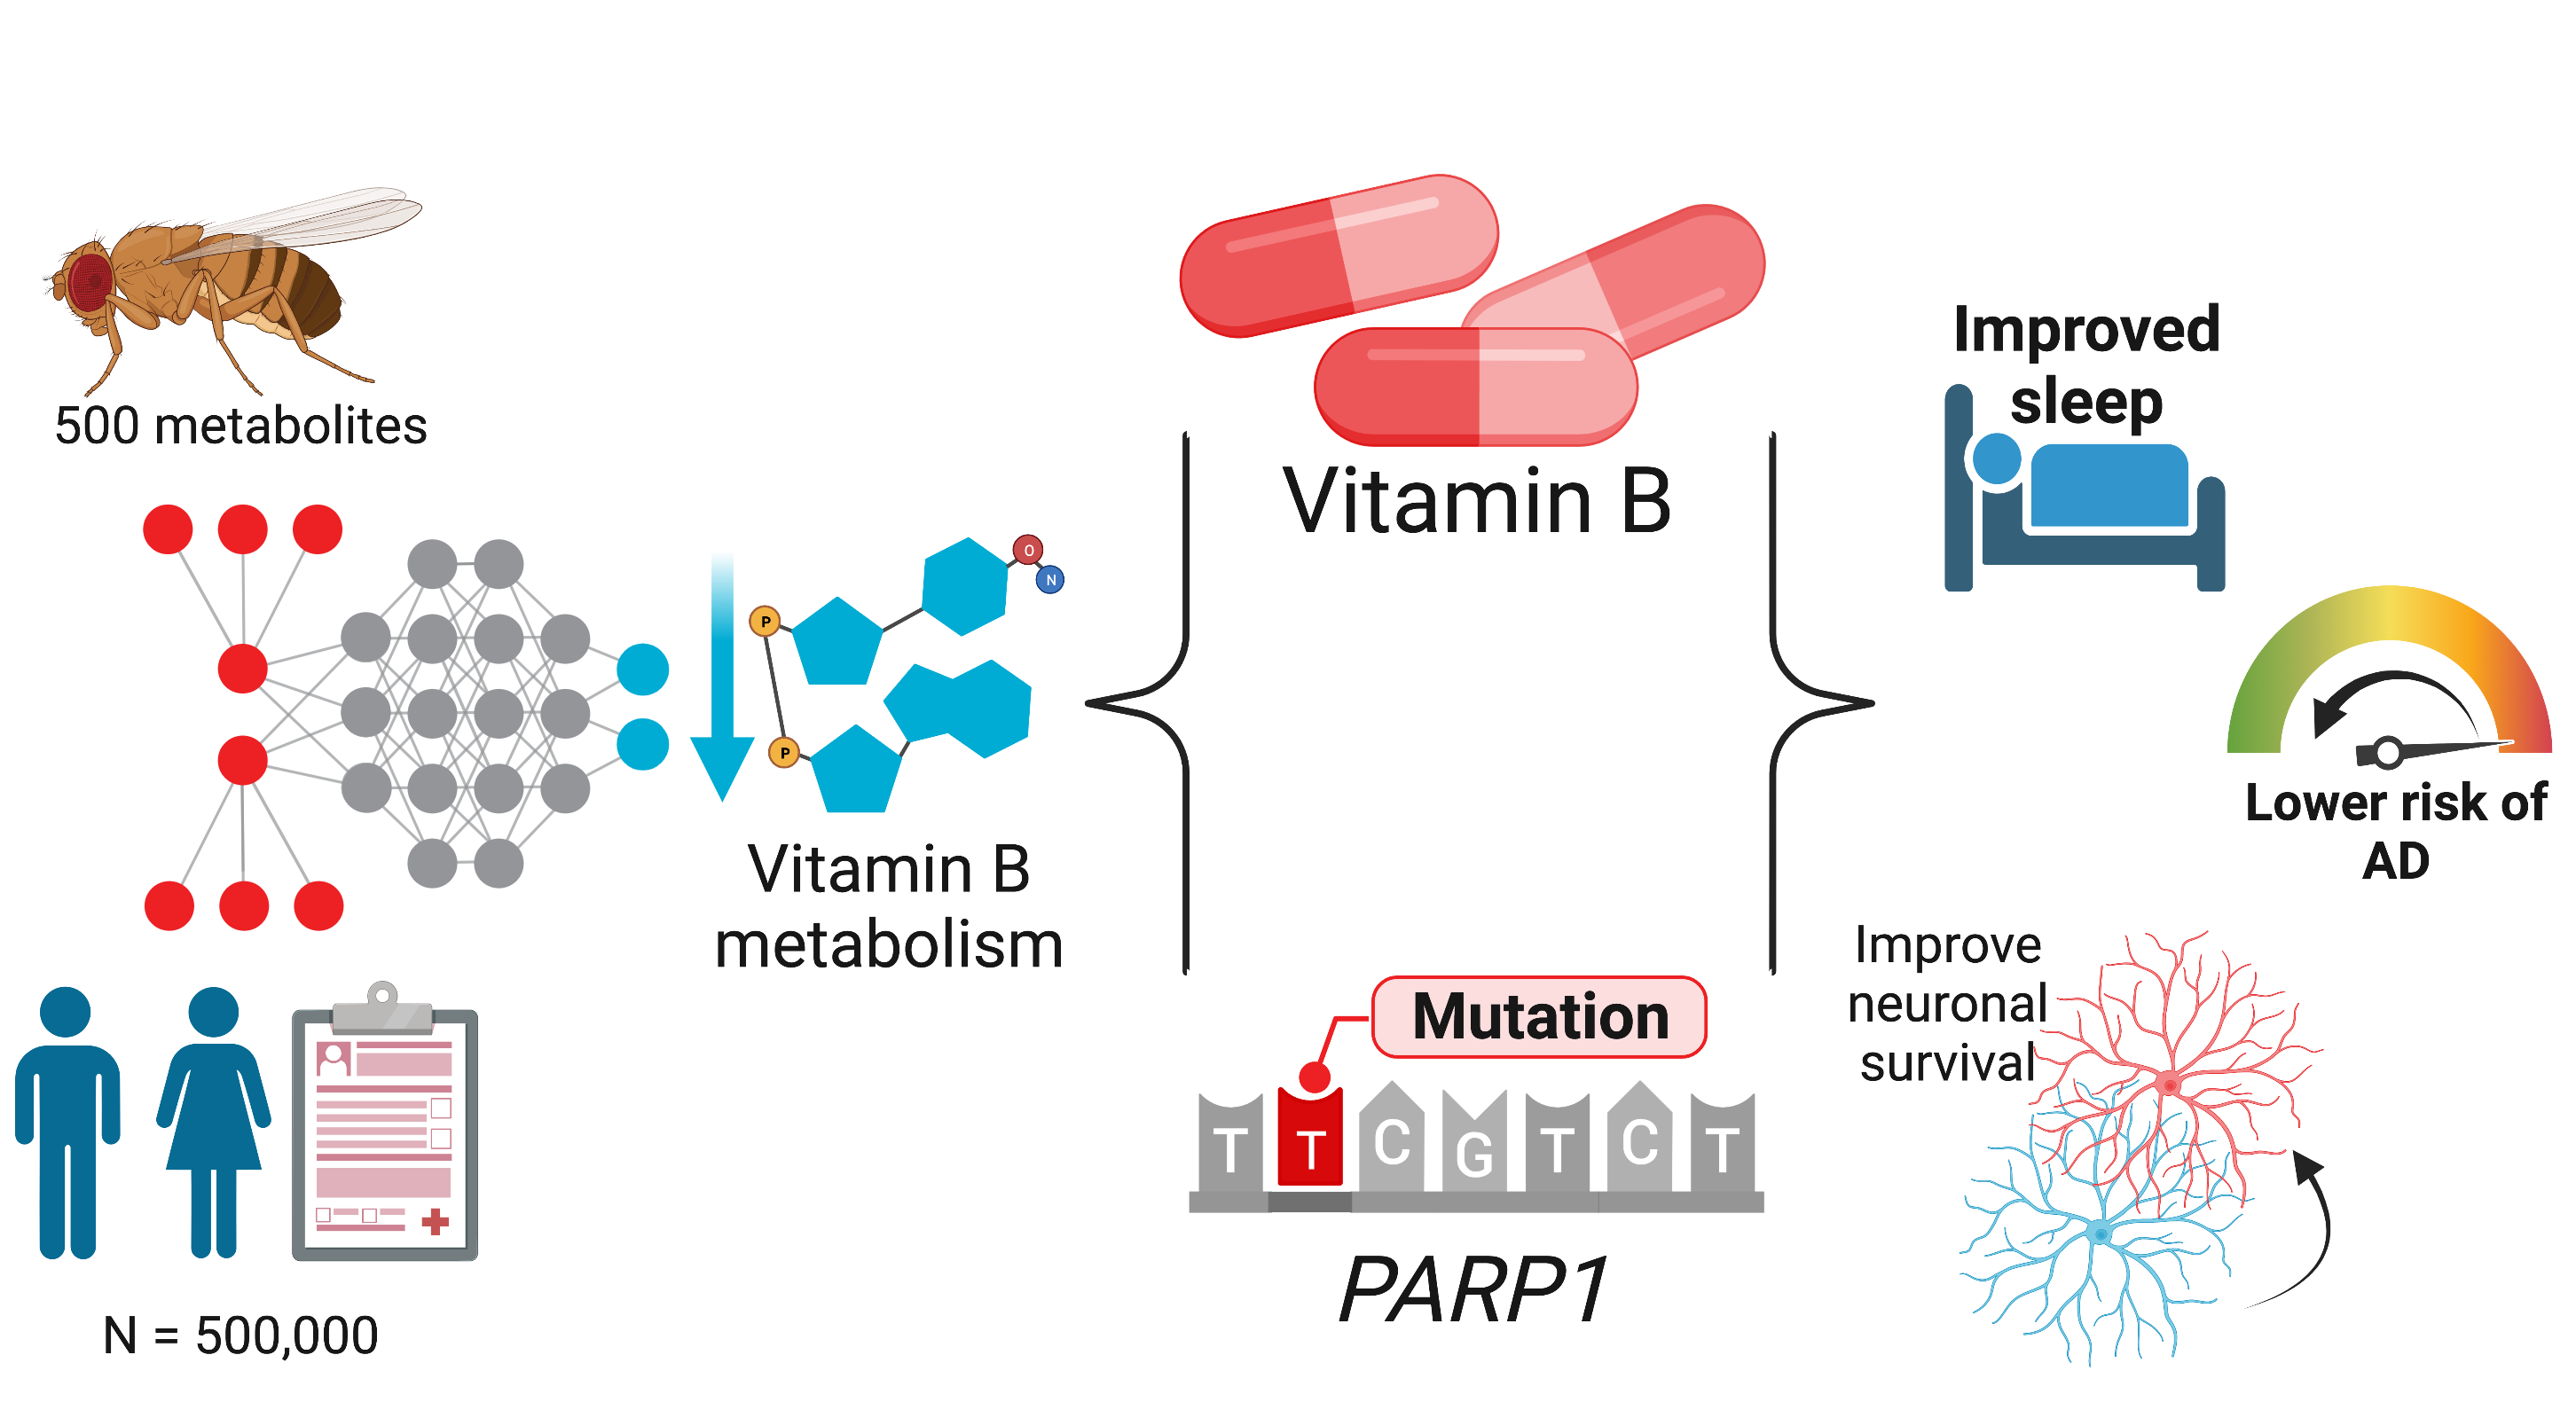 500 metabolites
N = 500,000
O
N
P
P
Vitamin B
metabolism
Vitamin B
Mutation
T T C G T C T
PARP1
Improved
sleep
Lower risk of
AD
Improve
neuronal
survival